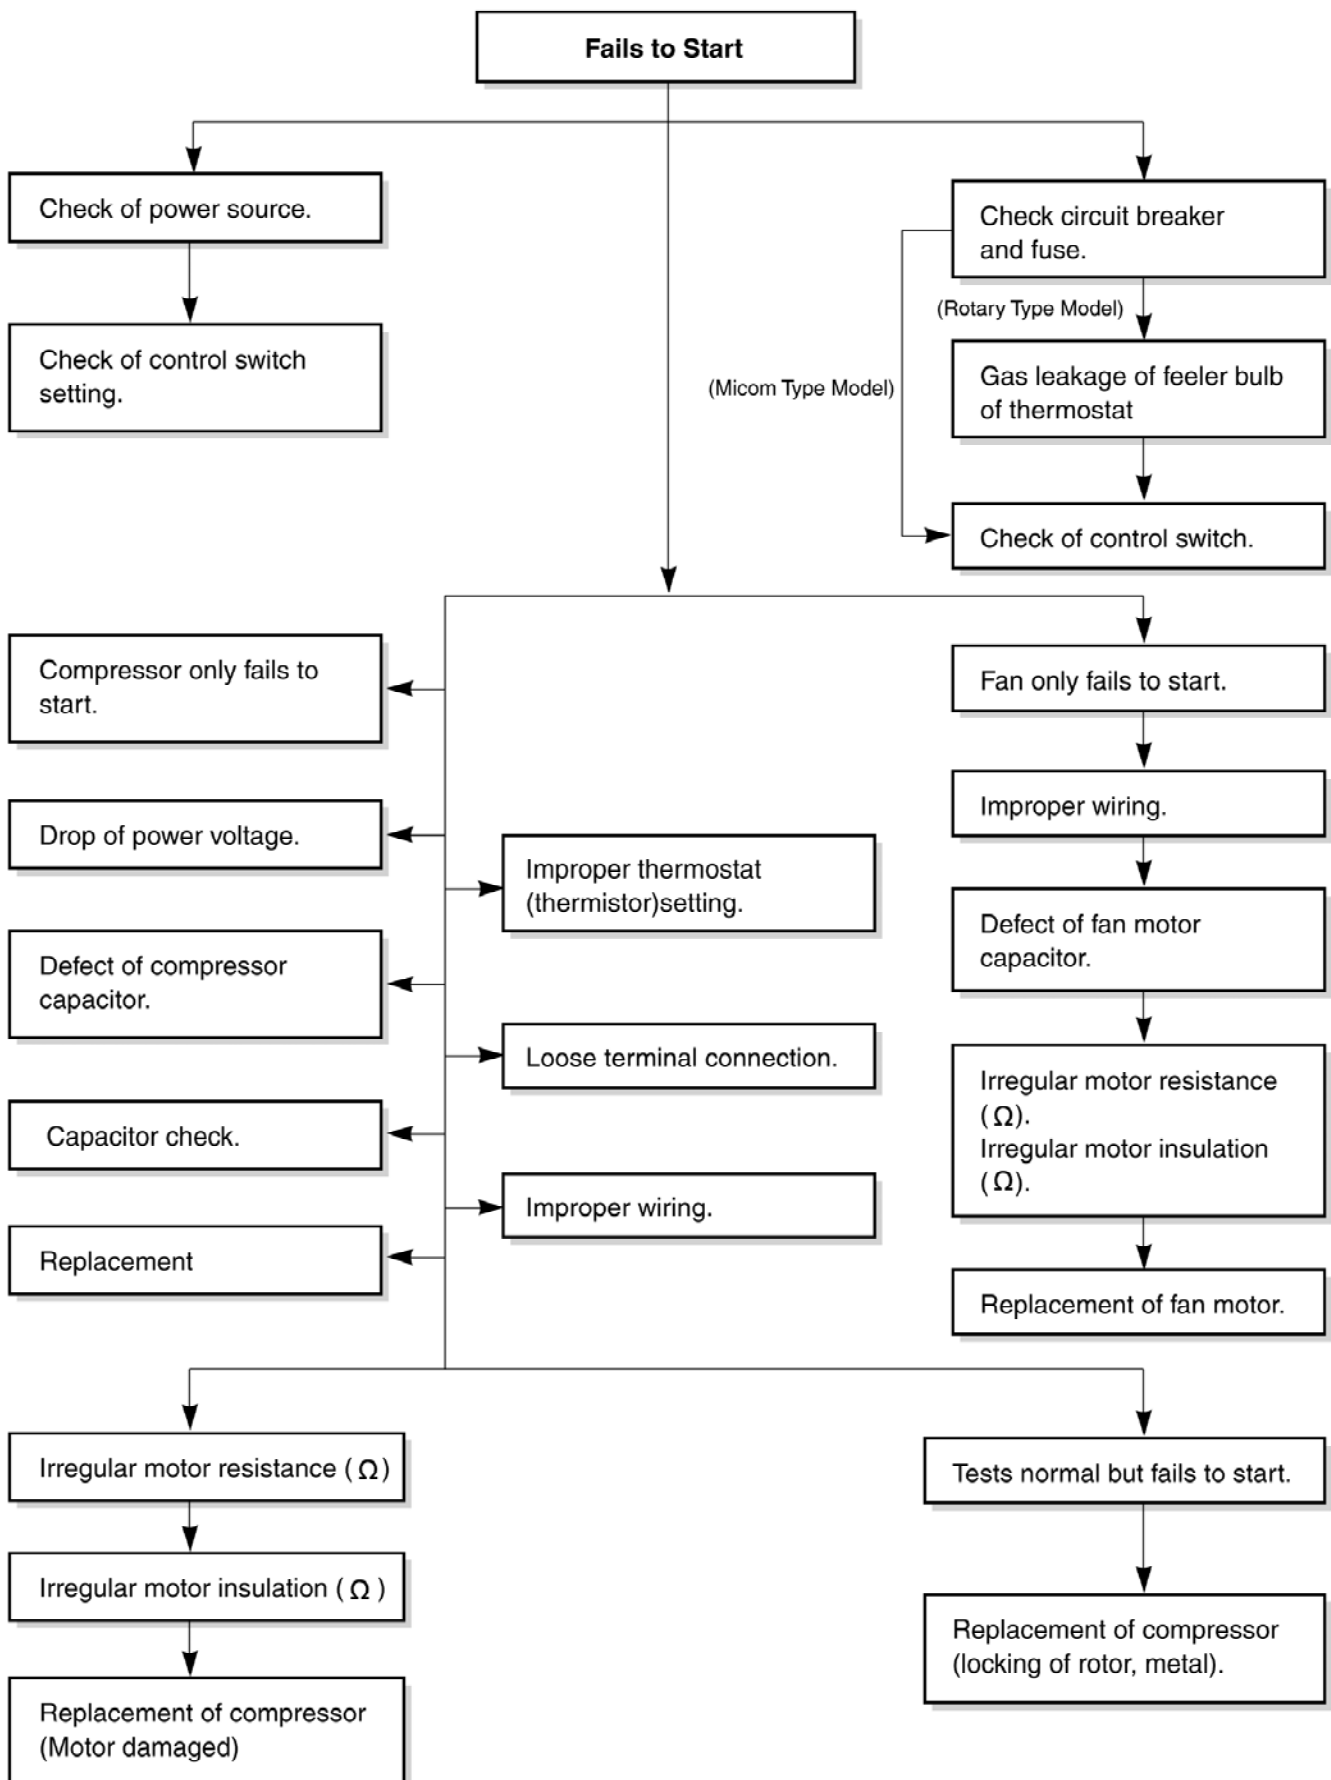 Fails to Start
Check of power source.
Check circuit breaker
and fuse.
(Rotary Type Model)
Check of control switch
setting.
(Micom Type Model)
Gas leakage of feeler bulb
of thermostat
Check of control switch.
Compressor only fails to
start.
Fan only fails to start.
Drop of power voltage.
Improper wiring.
Improper thermostat
(thermistor)setting.
Defect of compressor
capacitor.
Defect of fan motor
capacitor.
Loose terminal connection.
Irregular motor resistance
(Ω).
Irregular motor insulation
(Ω).
Capacitor check.
Improper wiring.
Replacement
Replacement of fan motor.
Irregular motor resistance (Ω)
Tests normal but fails to start.
Irregular motor insulation (Ω )
Replacement of compressor
(locking of rotor, metal).
Replacement of compressor
(Motor damaged)